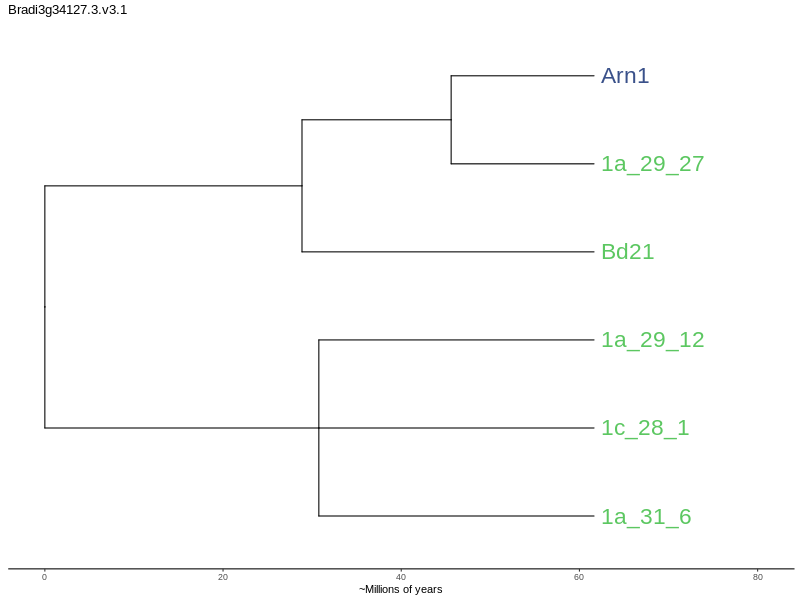 Bradi3g34127.3.v3.1
Arn1
1a_29_27
Bd21
1a_29_12
1c_28_1
1a_31_6
0 20 40 60 80
~Millions of years